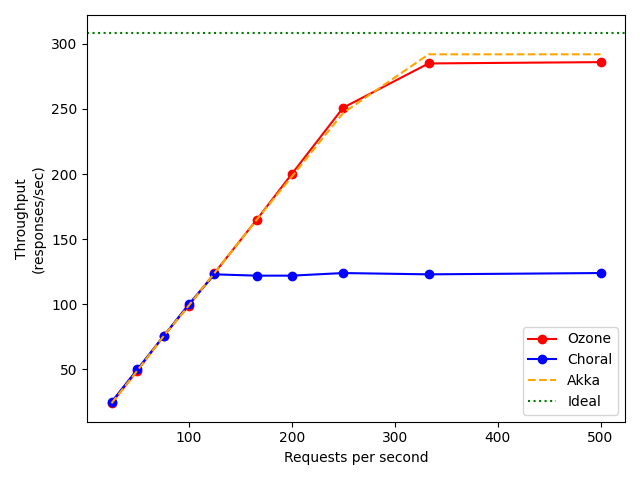 300
250
200
150
100
50
Throughput
(responses/sec)
100
200
300
400
500
Requests per second
Ozone
Choral
Akka
Ideal